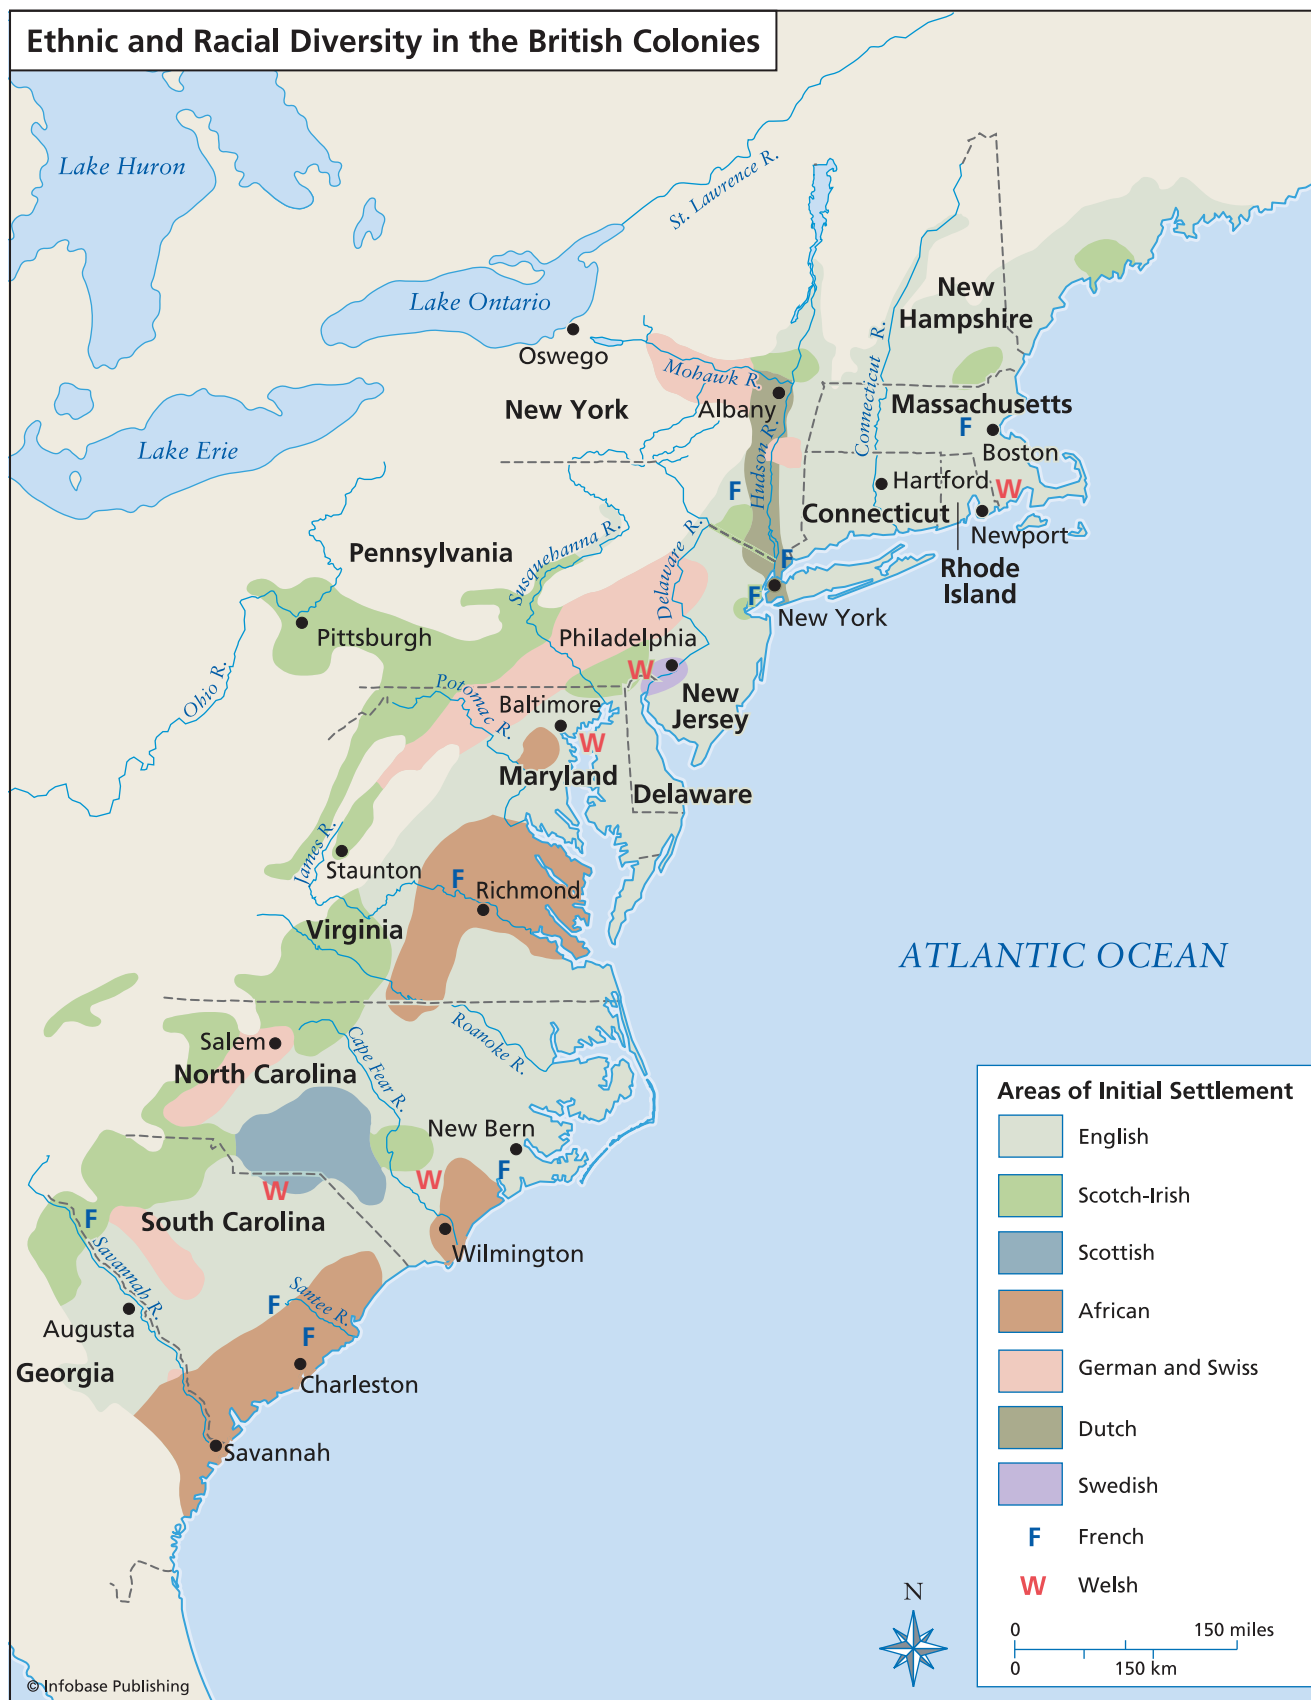 Ethnic and Racial Diversity in the British Colonies
Lake Huron
St. Lawrence R.
Lake Ontario
New
Hampshire
Oswego
Mohawk R.
Connecticut R.
New York
Albany
Massachusetts
F
Boston
Lake Erie
Hudson R.
Hartford
W
F
Connecticut
Newport
Susquehanna R.
Delaware R.
Pennsylvania
F
Rhode
Island
F
New York
Pittsburgh
Philadelphia
W
Ohio R.
Potomac R.
New
Jersey
Baltimore
W
Maryland
Delaware
James R.
Staunton
F
Richmond
Virginia
ATLANTIC OCEAN
Salem
Roanoke R.
Cape Fear R.
North Carolina
New Bern
F
W
W
F
South Carolina
Savannah R.
Wilmington
Santee R.
F
Augusta
F
Georgia
Charleston
Savannah
Areas of Initial Settlement
English
Scotch-Irish
Scottish
African
German and Swiss
Dutch
Swedish
F French
W Welsh
0 150 miles
0 150 km
N
© Infobase Publishing